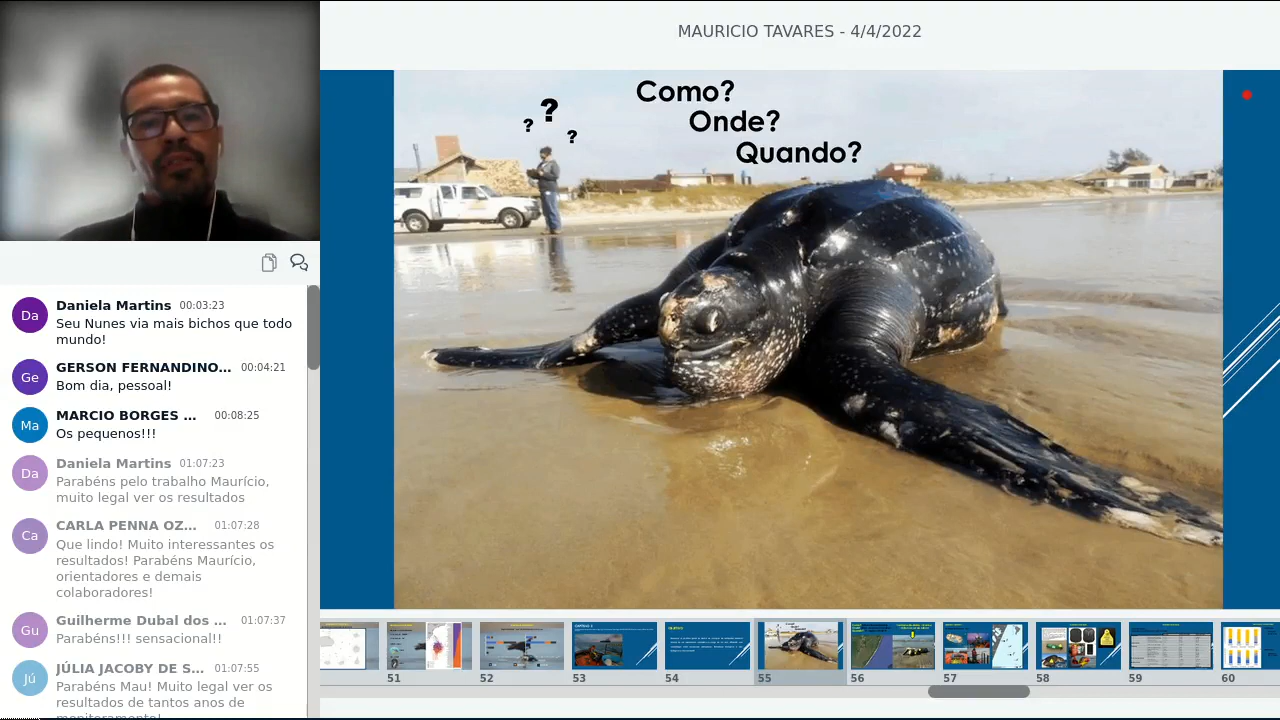 MAURICIO TAVARES - 4/4/2022
Como?
Onde?
Quando?
?
?
?
Da
Daniela Martins 00:03:23
Seu Nunes via mais bichos que todo
mundo!
Ge
GERSON FERNANDINO... 00:04:21
Bom dia, pessoal!
Ma
MARCIO BORGES ... 00:08:25
Os pequenos!!!
Da
Daniela Martins 01:07:23
Parabéns pelo trabalho Maurício,
muito legal ver os resultados
Ca
CARLA PENNA OZ... 01:07:28
Que lindo! Muito interessantes os
resultados! Parabéns Maurício,
orientadores e demais
colaboradores!
Gu
Guilherme Dubal dos ... 01:07:37
Parabéns!!! sensacional
Jú
JÚLIA JACOBY DE S... 01:07:55
Parabéns Mau! Muito legal ver os
resultados de tantos anos de
monitoramento!
51
52
53
54
55
56
57
58
59
60